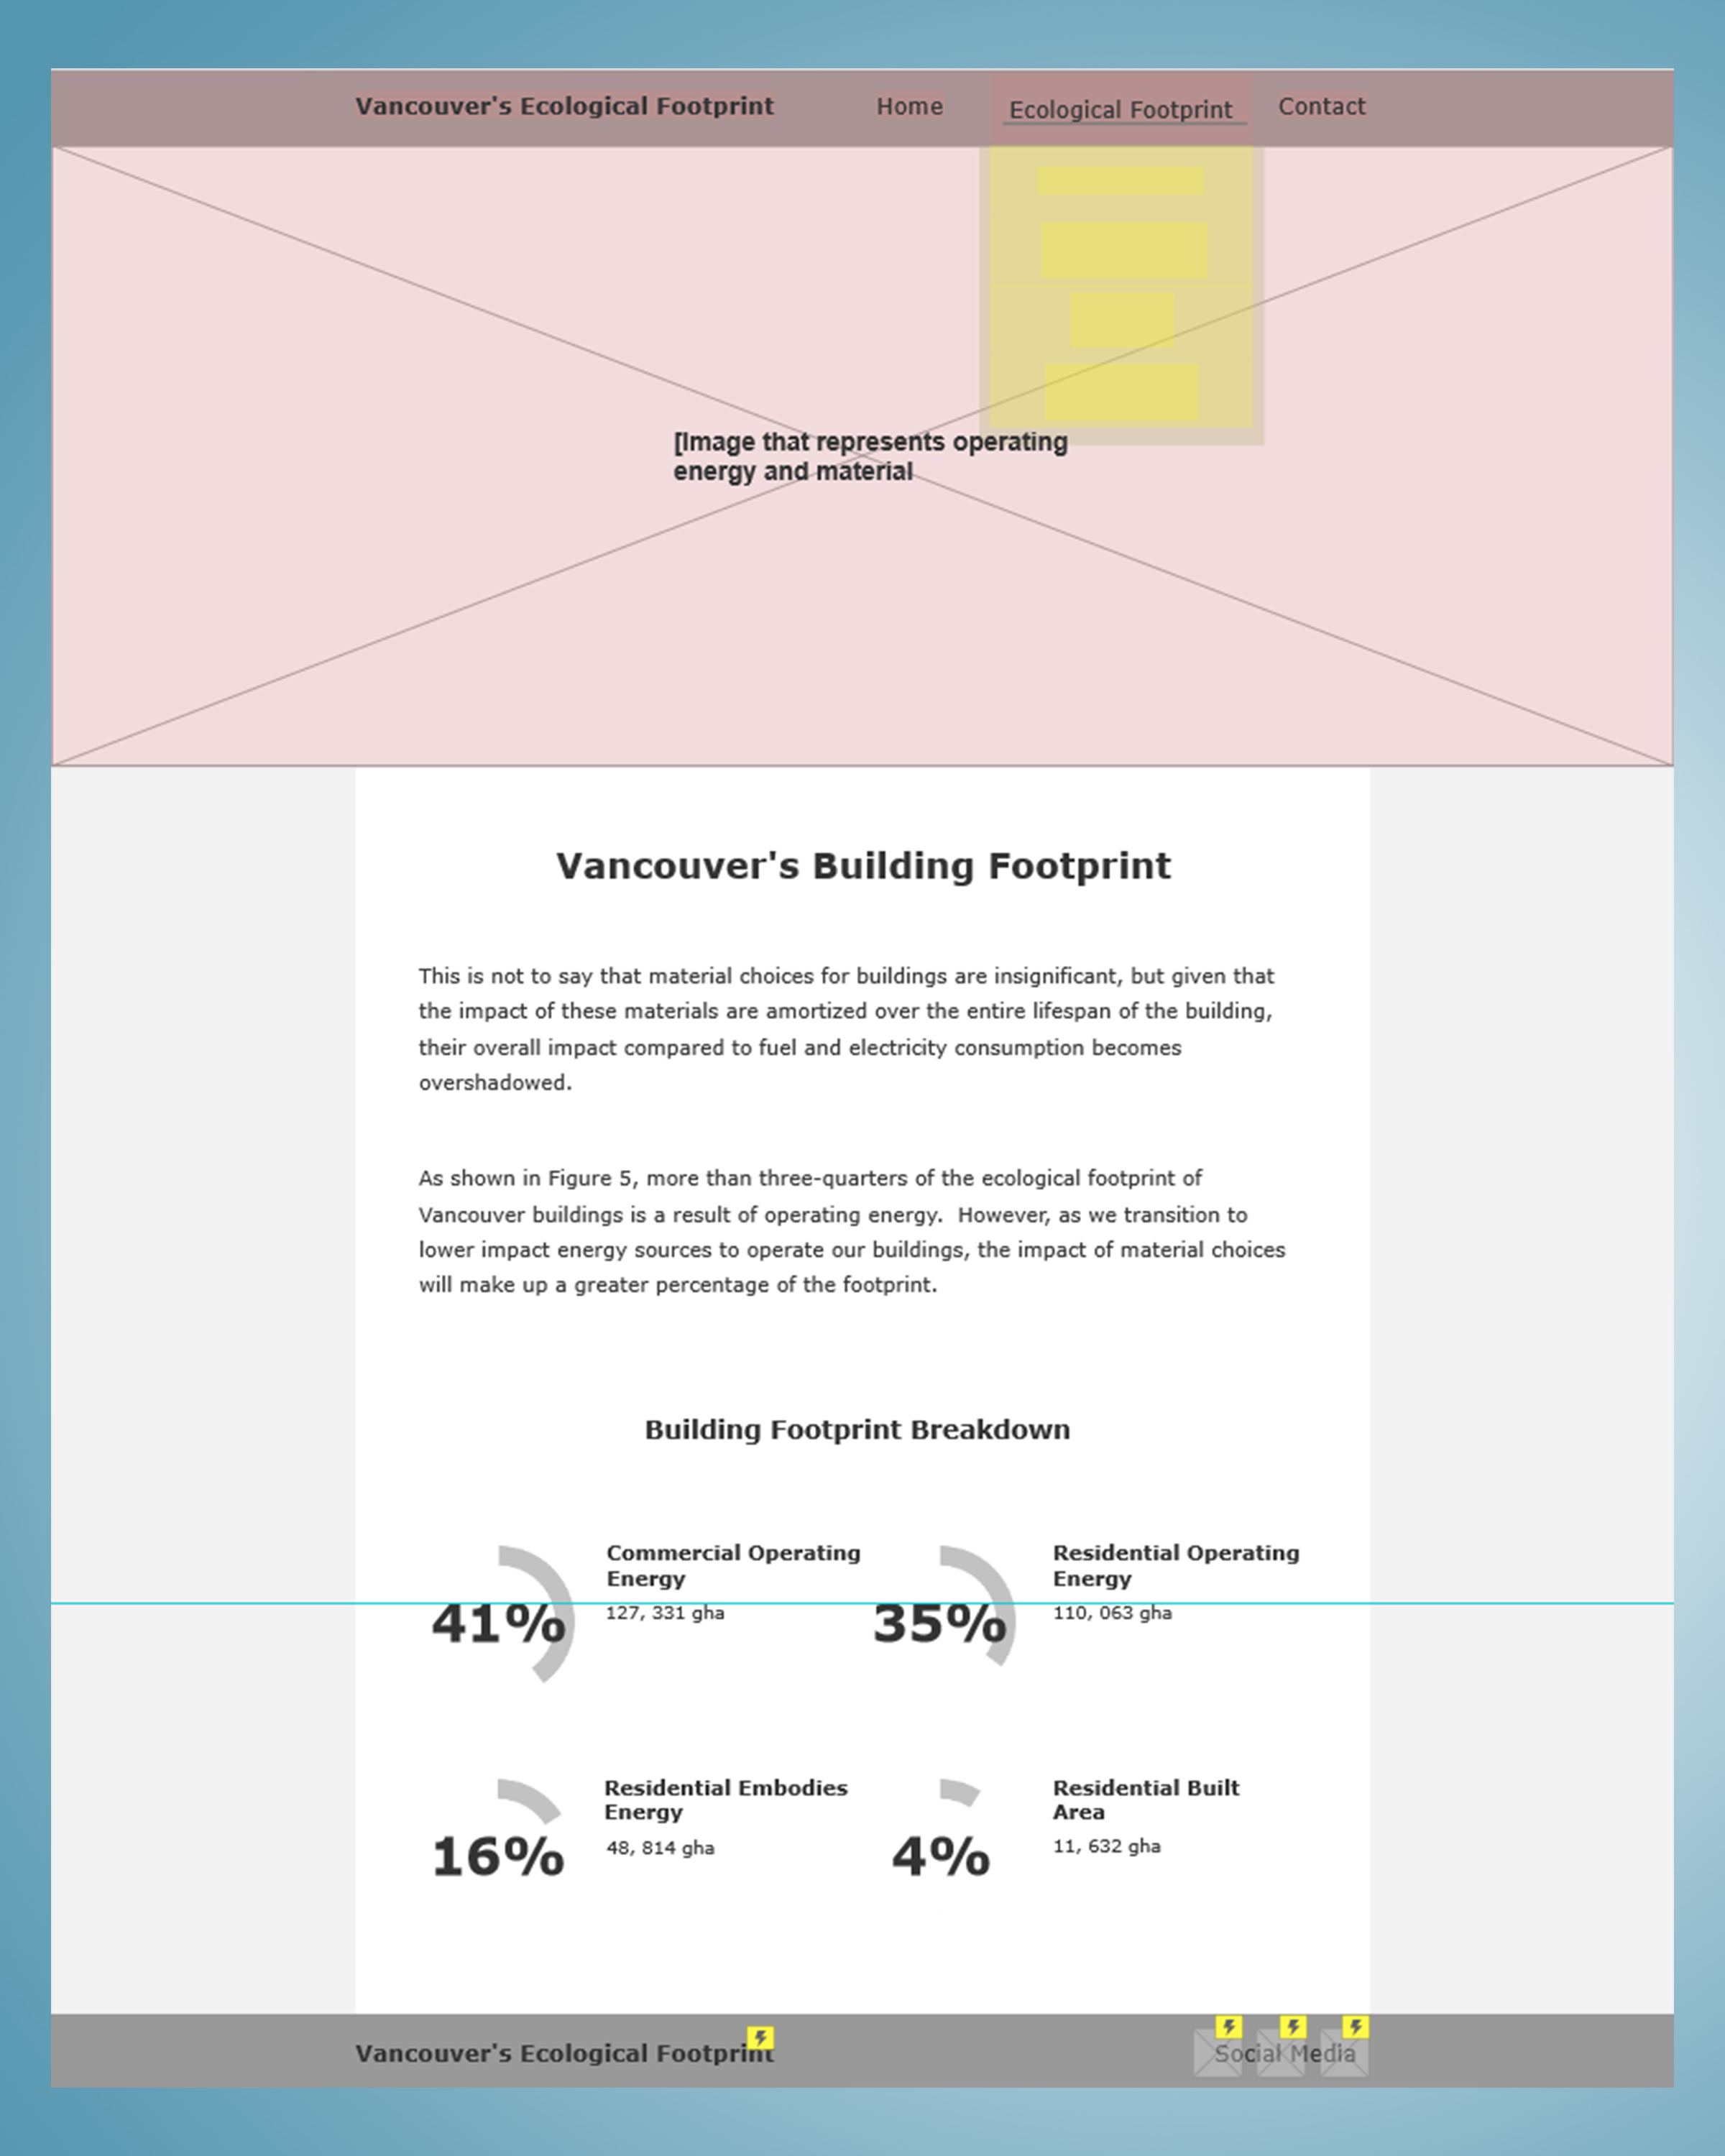 Vancouver's Ecological Footprint Home Ecological Footprint Contact
[Image that represents operating
energy and material
Vancouver's Building Footprint
This is not to say that material choices for buildings are insignificant, but given that
the impact of these materials are amortized over the entire lifespan of the building,
their overall impact compared to fuel and electricity consumption becomes
overshadowed.
As shown in Figure 5, more than three-quarters of the ecological footprint of
Vancouver buildings is a result of operating energy.  However, as we transition to
lower impact energy sources to operate our buildings, the impact of material choices
will make up a greater percentage of the footprint.
Building Footprint Breakdown
41%
Commercial Operating
Energy
127, 331 gha
35%
Residential Operating
Energy
110, 063 gha
16%
Residential Embodies
Energy
48, 814 gha
4%
Residential Built
Area
11, 632 gha
Vancouver's Ecological Footprint Social Media